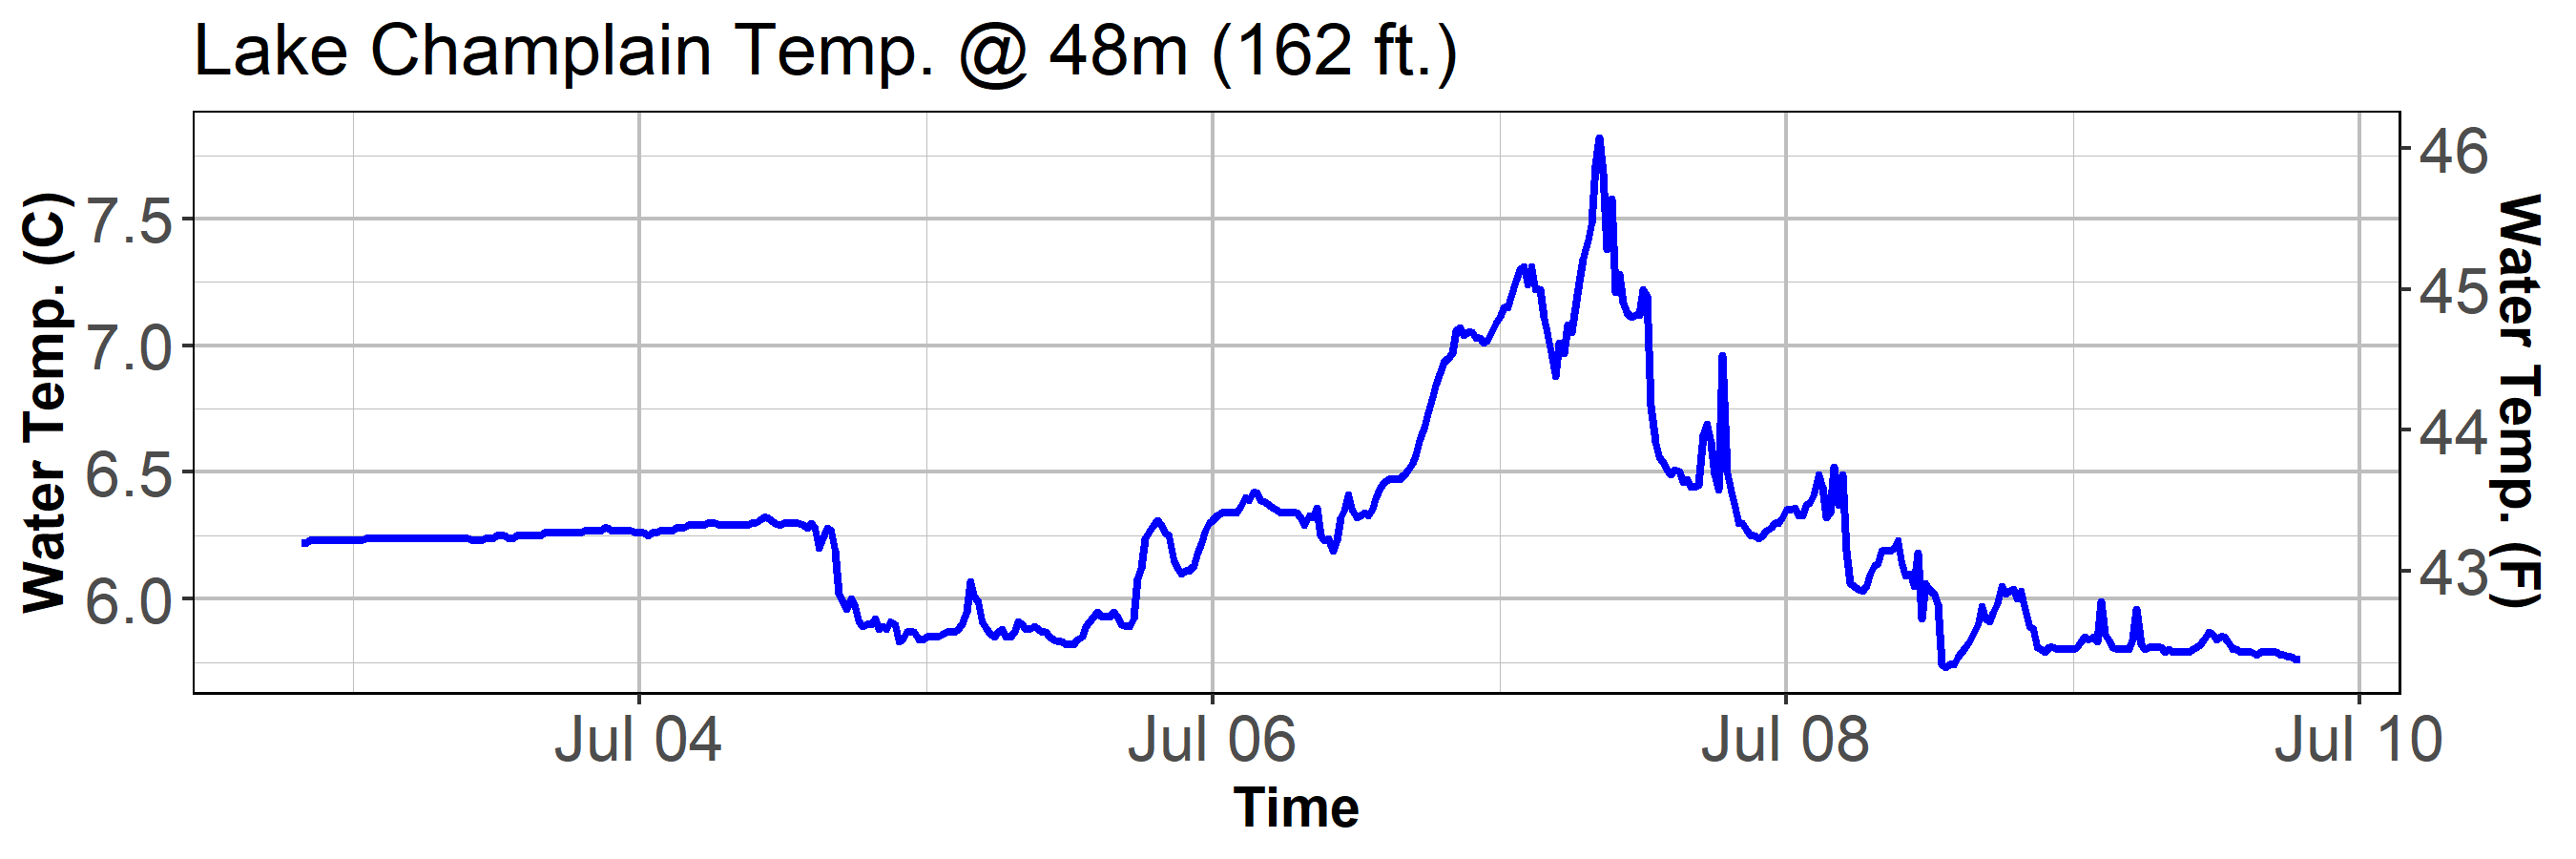 Lake Champlain Temp. @ 48m (162 ft.)
Water Temp. (C)
7.5
7.0
6.5
6.0
46
45
44
43
Water Temp. (F)
Jul 04
Jul 06
Jul 08
Jul 10
Time